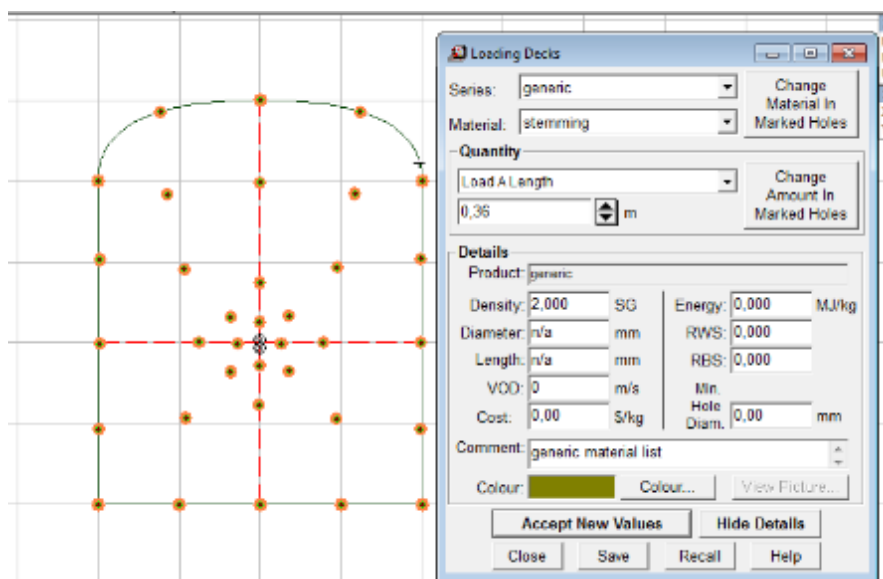 Loading Decks
Series: generic
Change Material In Marked Holes
Material: stemming
Quantity
Load A Length
0,36 m
Change Amount In Marked Holes
Details
Product: generic
Density: 2,000 SG Energy: 0,000 MJ/kg
Diameter: n/a mm RWS: 0,000
Length: n/a mm RBS: 0,000
VOD: 0 m/s
Cost: 0,00 $/kg
Min. Hole Diam. 0,00 mm
Comment: generic material list
Colour: Colour... View Picture...
Accept New Values Hide Details
Close Save Recall Help